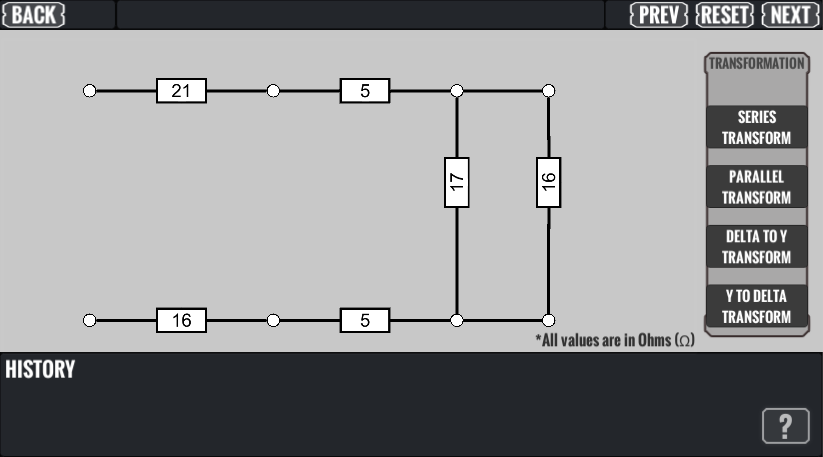 BACK
PREV
RESET
NEXT
TRANSFORMATION
21
5
SERIES
TRANSFORM
17
16
PARALLEL
TRANSFORM
DELTA TO Y
TRANSFORM
16
5
Y TO DELTA
TRANSFORM
*All values are in Ohms (Ω)
HISTORY
?